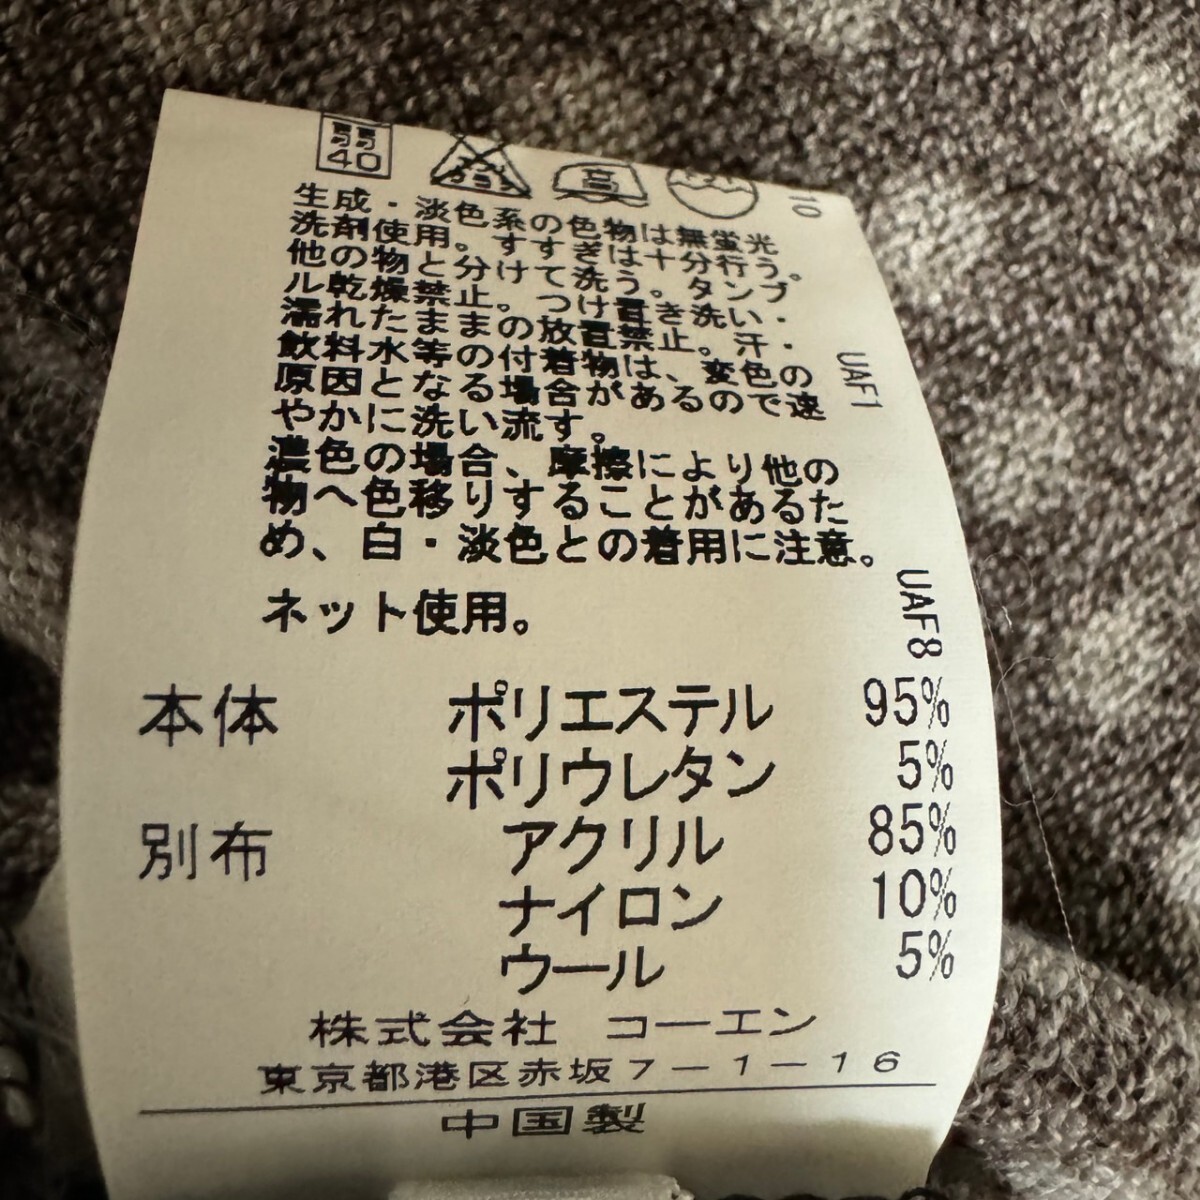 弱
40
高
10
生成・淡色系の色物は無蛍光
洗剤使用。すすぎは十分行う。
他の物と分けて洗う。タンブ
ル乾燥禁止。つけ置き洗い・
濡れたままの放置禁止。汗・
飲料水等の付着物は、変色の
原因となる場合があるので速
やかに洗い流す。
濃色の場合、摩擦により他の
物へ色移りすることがあるた
め、白・淡色との着用に注意。
ネット使用。
UAF1
UAF8
本体 ポリエステル 95%
ポリウレタン 5%
別布 アクリル 85%
ナイロン 10%
ウール 5%
株式会社 コーエン
東京都港区赤坂7－1－16
中国製